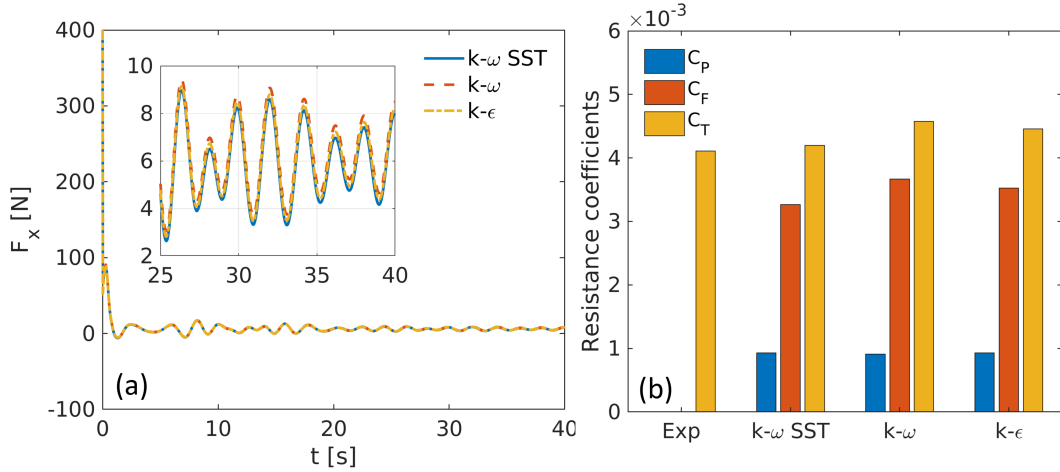 400
300
200
100
0
-100
F_x [N]
0
10
20
30
40
t [s]
(a)
10
8
6
4
2
25
30
35
40
k-ω SST
k-ω
k-ϵ
×10^-3
6
5
4
3
2
1
0
Resistance coefficients
C_P
C_F
C_T
(b)
Exp
k-ω SST
k-ω
k-ϵ